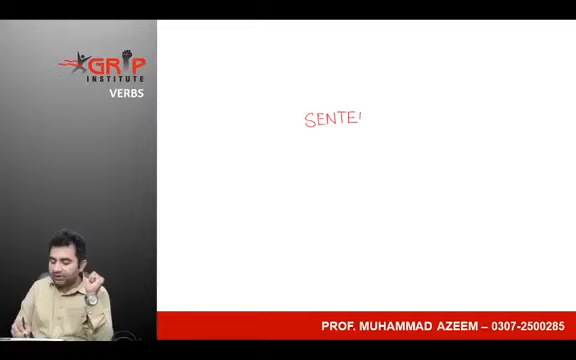 GRIP
INSTITUTE
VERBS
SENTE
PROF. MUHAMMAD AZEEM – 0307-2500285